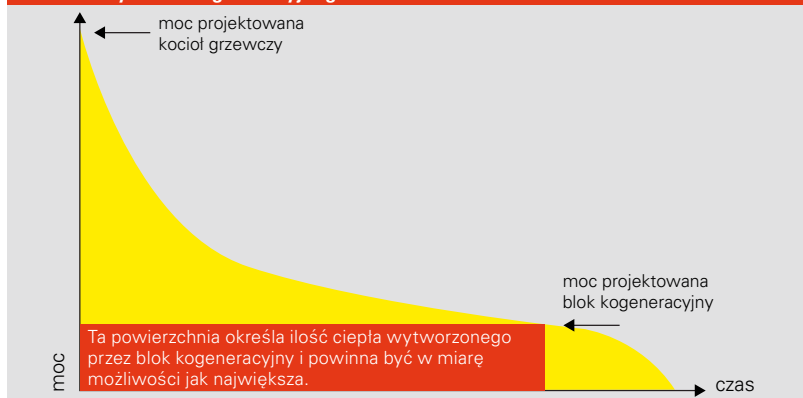 moc projektowana
kocioł grzewczy
moc projektowana
blok kogeneracyjny
Ta powierzchnia określa ilość ciepła wytworzonego
przez blok kogeneracyjny i powinna być w miarę
możliwości jak największa.
moc
czas